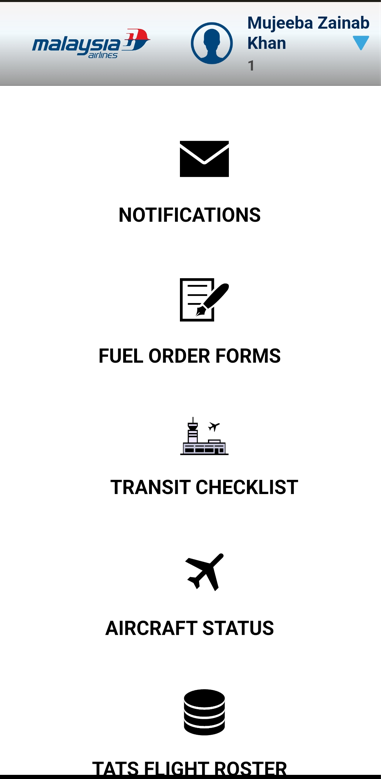 malaysia
airlines
Mujeeba Zainab
Khan
1
NOTIFICATIONS
FUEL ORDER FORMS
TRANSIT CHECKLIST
AIRCRAFT STATUS
TATS FLIGHT ROSTER